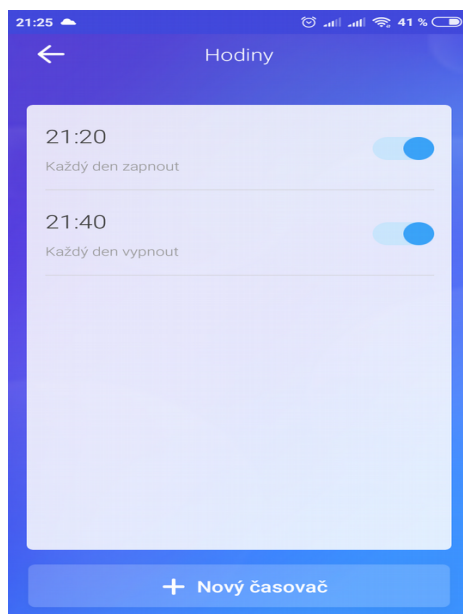 21:25 41 %
Hodiny
21:20
Každý den zapnout
21:40
Každý den vypnout
+ Nový časovač